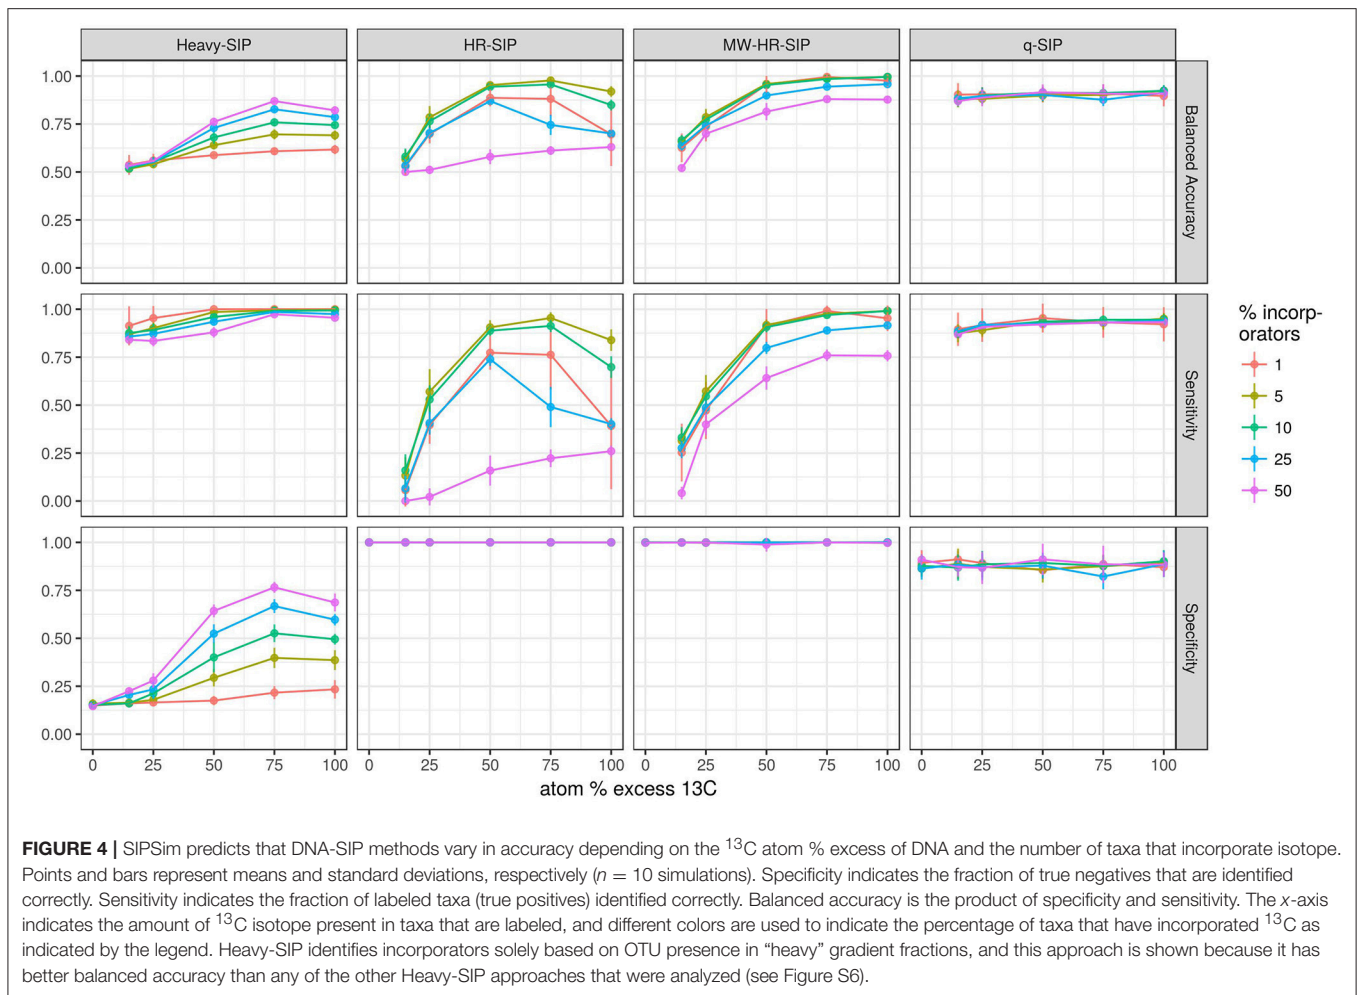 Heavy-SIP
HR-SIP
MW-HR-SIP
q-SIP
1.00
0.75
0.50
0.25
0.00
Balanced Accuracy
1.00
0.75
0.50
0.25
0.00
Sensitivity
1.00
0.75
0.50
0.25
0.00
Specificity
0 25 50 75 100
0 25 50 75 100
0 25 50 75 100
0 25 50 75 100
atom % excess 13C
% incorp-
orators
1
5
10
25
50
FIGURE 4 | SIPSim predicts that DNA-SIP methods vary in accuracy depending on the ¹³C atom % excess of DNA and the number of taxa that incorporate isotope.
Points and bars represent means and standard deviations, respectively (n = 10 simulations). Specificity indicates the fraction of true negatives that are identified
correctly. Sensitivity indicates the fraction of labeled taxa (true positives) identified correctly. Balanced accuracy is the product of specificity and sensitivity. The x-axis
indicates the amount of ¹³C isotope present in taxa that are labeled, and different colors are used to indicate the percentage of taxa that have incorporated ¹³C as
indicated by the legend. Heavy-SIP identifies incorporators solely based on OTU presence in “heavy” gradient fractions, and this approach is shown because it has
better balanced accuracy than any of the other Heavy-SIP approaches that were analyzed (see Figure S6).